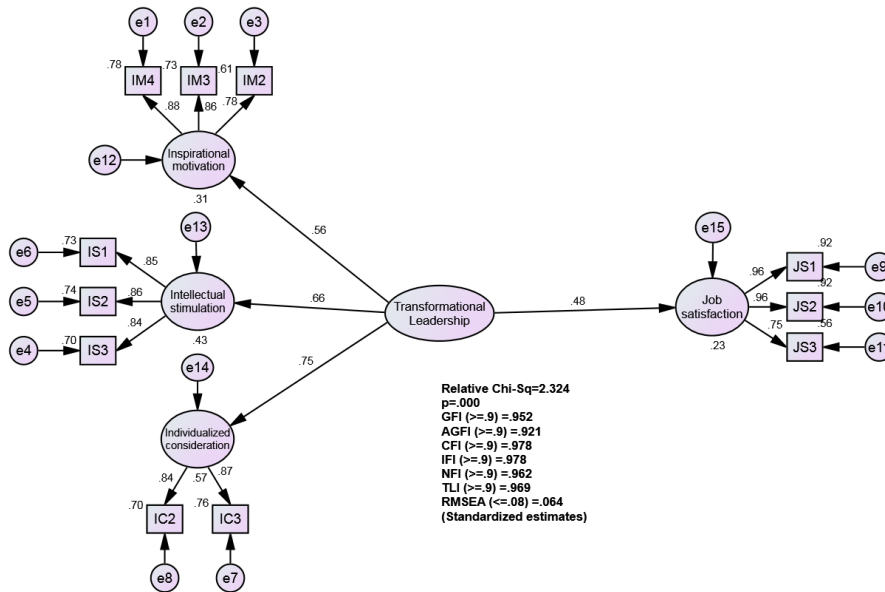 e1
e2
e3
.78
.73
.61
IM4
IM3
IM2
.88
.86
.78
e12
Inspirational
motivation
.31
.56
e6
.73
IS1
e13
.85
e5
.74
IS2
.86
Intellectual
stimulation
.66
e4
.70
IS3
.84
.43
Transformational
Leadership
.48
e15
.92
JS1
e9
.96
Job
satisfaction
.96
.92
JS2
e10
.75
.56
JS3
.23
e14
.75
Individualized
consideration
.84
.57
.87
.70
IC2
.76
IC3
e8
e7
Relative Chi-Sq=2.324
p=.000
GFI (>=.9) =.952
AGFI (>=.9) =.921
CFI (>=.9) =.978
IFI (>=.9) =.978
NFI (>=.9) =.962
TLI (>=.9) =.969
RMSEA (<=.08) =.064
(Standardized estimates)